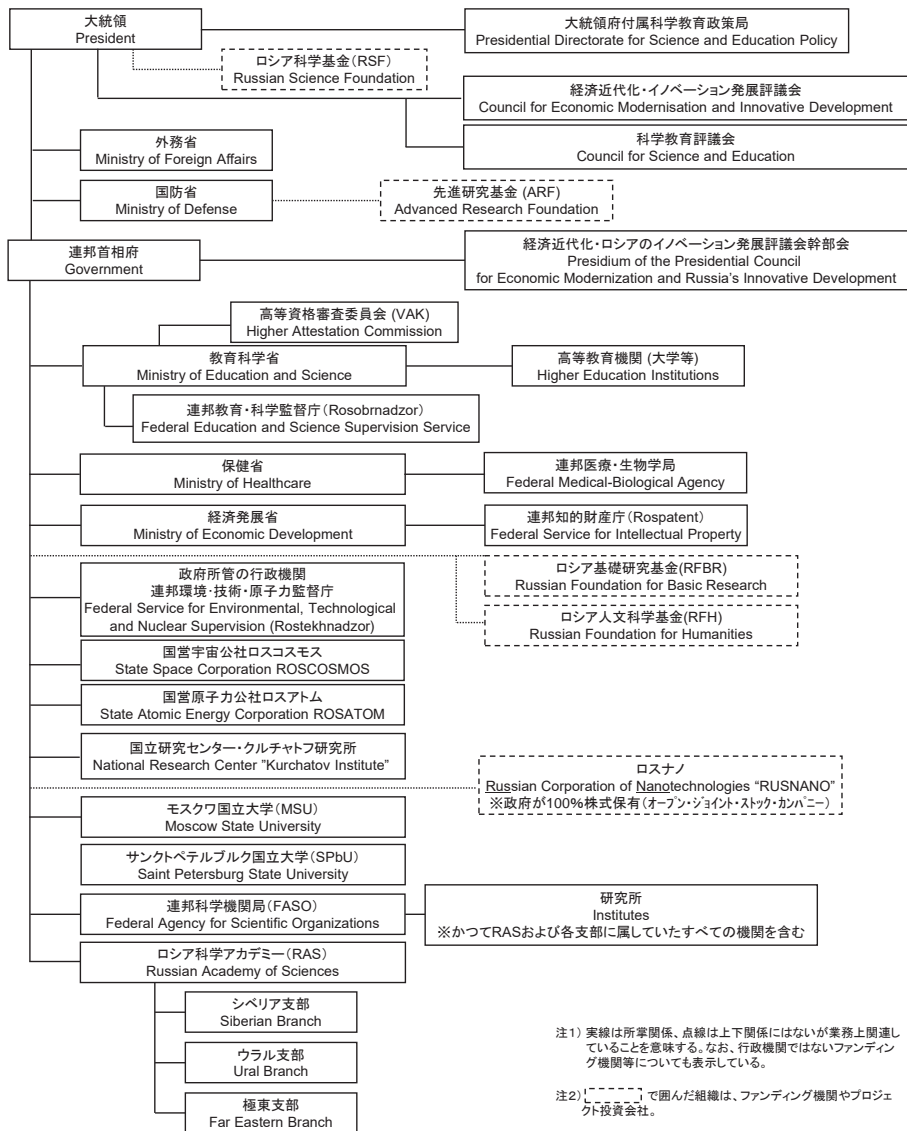 大統領
President
大統領府付属科学教育政策局
Presidential Directorate for Science and Education Policy
ロシア科学基金(RSF)
Russian Science Foundation
経済近代化・イノベーション発展評議会
Council for Economic Modernisation and Innovative Development
科学教育評議会
Council for Science and Education
外務省
Ministry of Foreign Affairs
国防省
Ministry of Defense
先進研究基金 (ARF)
Advanced Research Foundation
連邦首相府
Government
経済近代化・ロシアのイノベーション発展評議会幹部会
Presidium of the Presidential Council
for Economic Modernization and Russia's Innovative Development
高等資格審査委員会 (VAK)
Higher Attestation Commission
教育科学省
Ministry of Education and Science
高等教育機関 (大学等)
Higher Education Institutions
連邦教育・科学監督庁(Rosobrnadzor)
Federal Education and Science Supervision Service
保健省
Ministry of Healthcare
連邦医療・生物学局
Federal Medical-Biological Agency
経済発展省
Ministry of Economic Development
連邦知的財産庁(Rospatent)
Federal Service for Intellectual Property
ロシア基礎研究基金(RFBR)
Russian Foundation for Basic Research
政府所管の行政機関
連邦環境・技術・原子力監督庁
Federal Service for Environmental, Technological
and Nuclear Supervision (Rostekhnadzor)
ロシア人文科学基金(RFH)
Russian Foundation for Humanities
国営宇宙公社ロスコスモス
State Space Corporation ROSCOSMOS
国営原子力公社ロスアトム
State Atomic Energy Corporation ROSATOM
国立研究センター・クルチャトフ研究所
National Research Center "Kurchatov Institute"
ロスナノ
Russian Corporation of Nanotechnologies "RUSNANO"
※政府が100%株式保有(オープン・ジョイント・ストック・カンパニー)
モスクワ国立大学(MSU)
Moscow State University
サンクトペテルブルク国立大学(SPbU)
Saint Petersburg State University
連邦科学機関局(FASO)
Federal Agency for Scientific Organizations
研究所
Institutes
※かつてRASおよび各支部に属していたすべての機関を含む
ロシア科学アカデミー(RAS)
Russian Academy of Sciences
シベリア支部
Siberian Branch
ウラル支部
Ural Branch
極東支部
Far Eastern Branch
注1) 実線は所掌関係、点線は上下関係にはないが業務上関連し
ていることを意味する。なお、行政機関ではないファンディン
グ機関等についても表示している。
注2) で囲んだ組織は、ファンディング機関やプロジェ
クト投資会社。